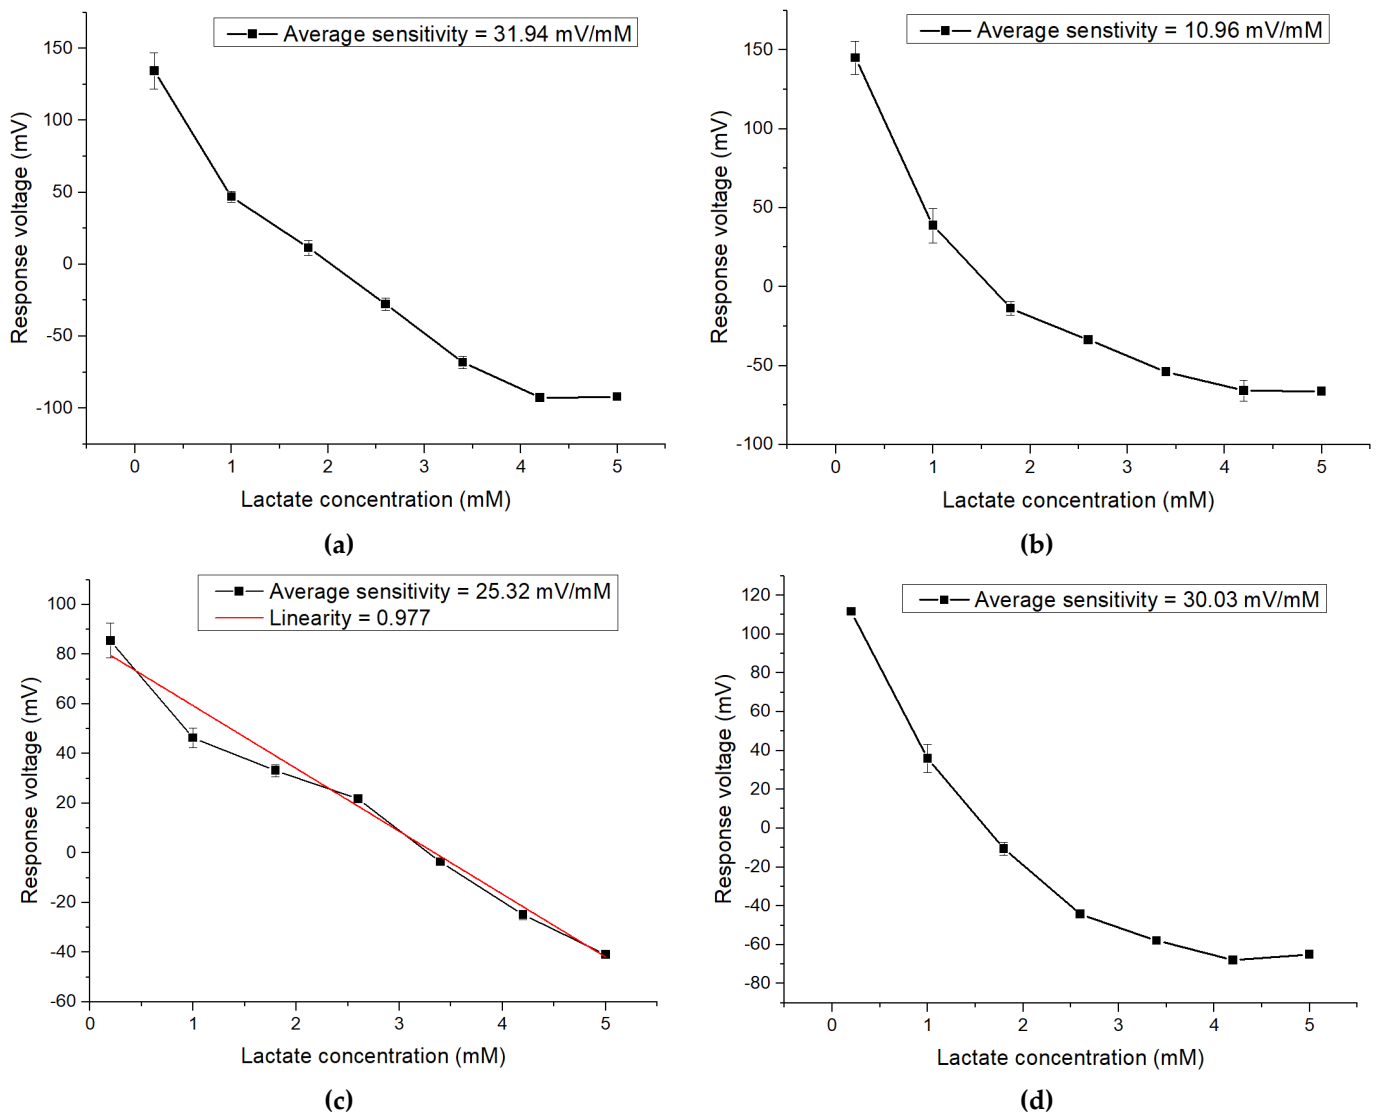 Average sensitivity = 31.94 mV/mM
150
100
50
0
-50
-100
Response voltage (mV)
0 1 2 3 4 5
Lactate concentration (mM)
(a)
Average senstivity = 10.96 mV/mM
150
100
50
0
-50
-100
Response voltage (mV)
0 1 2 3 4 5
Lactate concentration (mM)
(b)
Average sensitivity = 25.32 mV/mM
Linearity = 0.977
100
80
60
40
20
0
-20
-40
-60
Response voltage (mV)
0 1 2 3 4 5
Lactate concentration (mM)
(c)
Average sensitivity = 30.03 mV/mM
120
100
80
60
40
20
0
-20
-40
-60
-80
Response voltage (mV)
0 1 2 3 4 5
Lactate concentration (mM)
(d)